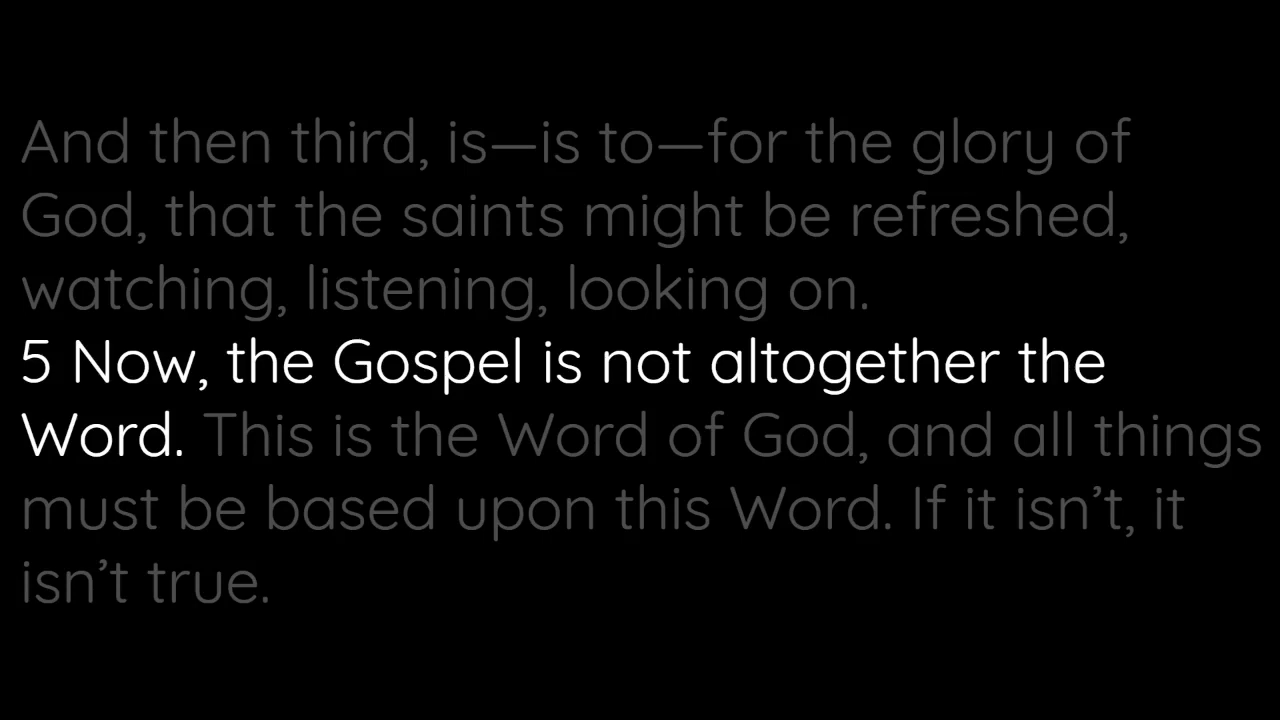 And then third, is—is to—for the glory of
God, that the saints might be refreshed,
watching, listening, looking on.
5 Now, the Gospel is not altogether the
Word. This is the Word of God, and all things
must be based upon this Word. If it isn’t, it
isn’t true.